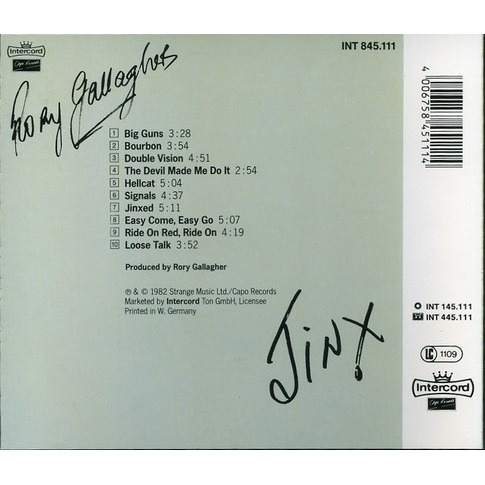 Intercord
Capo Records
INT 845.111
Rory Gallagher
1 Big Guns 3:28
2 Bourbon 3:54
3 Double Vision 4:51
4 The Devil Made Me Do It 2:54
5 Hellcat 5:04
6 Signals 4:37
7 Jinxed 5:11
8 Easy Come, Easy Go 5:07
9 Ride On Red, Ride On 4:19
10 Loose Talk 3:52
Produced by Rory Gallagher
℗ & © 1982 Strange Music Ltd./Capo Records
Marketed by Intercord Ton GmbH, Licensee
Printed in W. Germany
Jinx
4 006758 451114
INT 145.111
INT 445.111
LC 1109
Intercord
Capo Records